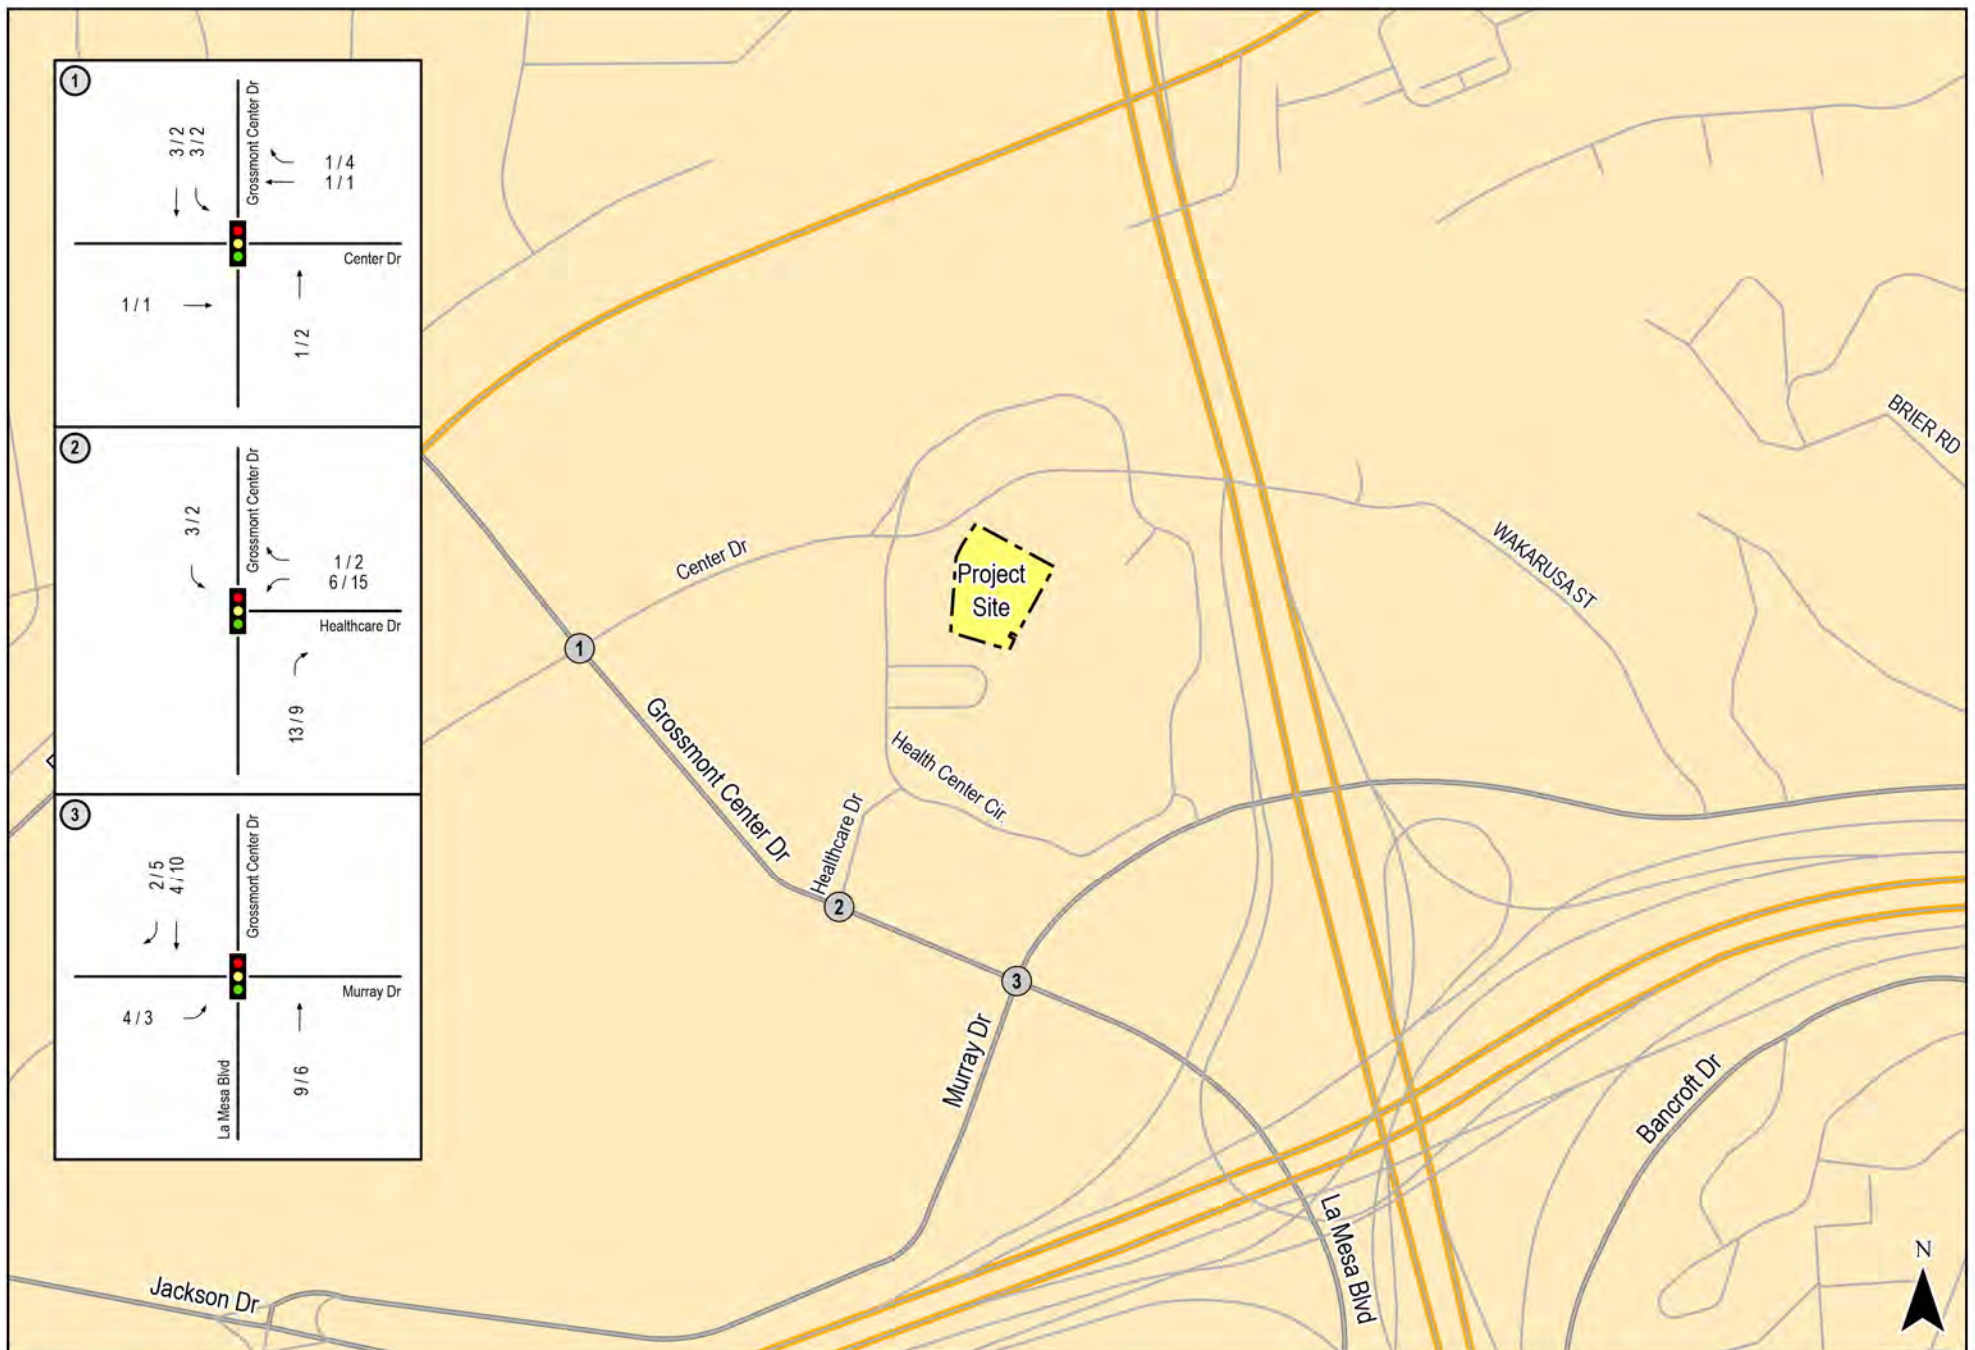 1
3 / 2
3 / 2
Grossmont Center Dr
1 / 4
1 / 1
Center Dr
1 / 1
1 / 2
2
3 / 2
Grossmont Center Dr
1 / 2
6 / 15
Healthcare Dr
13 / 9
3
2 / 5
4 / 10
Grossmont Center Dr
Murray Dr
4 / 3
La Mesa Blvd
9 / 6
BRIER RD
WAKARUSA ST
Center Dr
Project
Site
1
Grossmont Center Dr
Health Center Cir.
Healthcare Dr
2
3
Murray Dr
Bancroft Dr
La Mesa Blvd
Jackson Dr
N